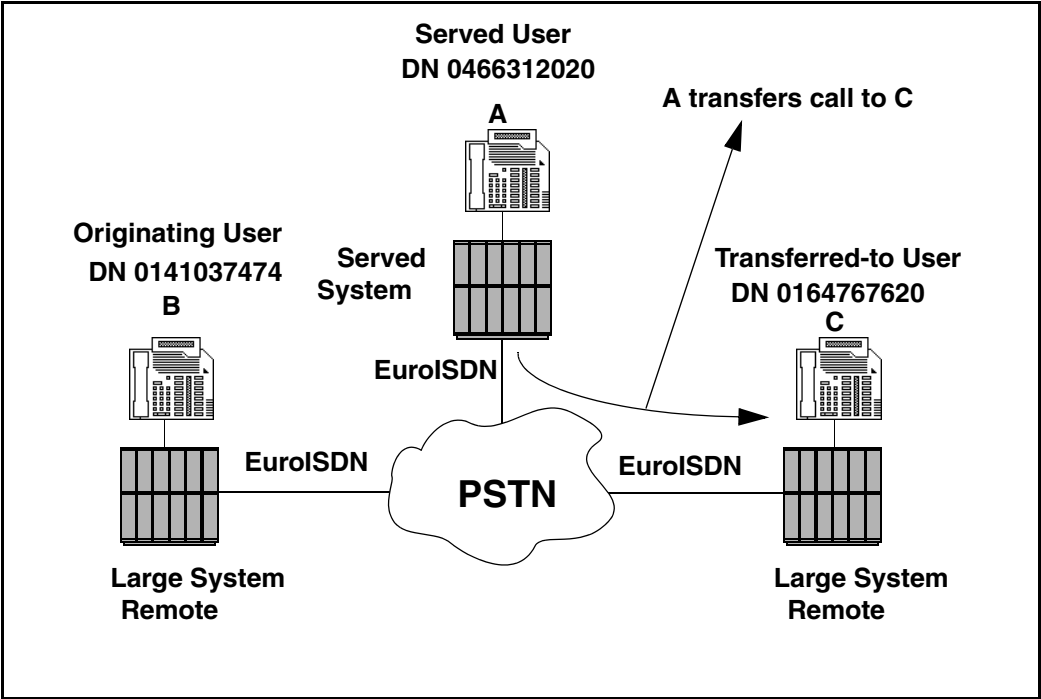 Served User
DN 0466312020
A
A transfers call to C
Originating User
DN 0141037474
B
Served
System
Transferred-to User
DN 0164767620
C
EuroISDN
EuroISDN
EuroISDN
PSTN
Large System
Remote
Large System
Remote